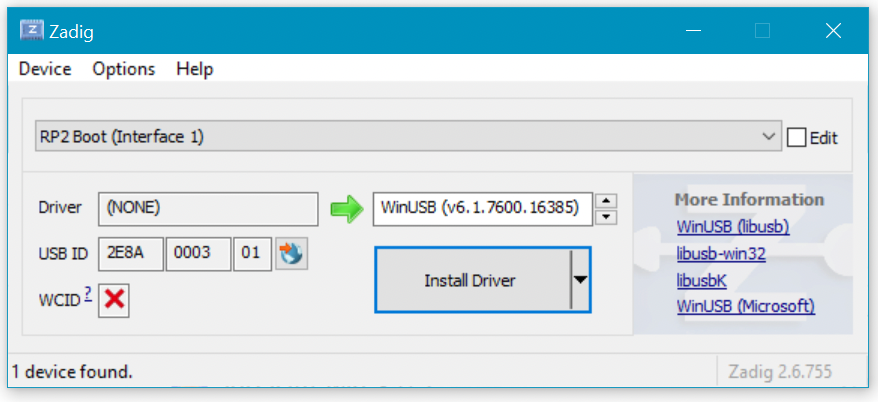 Z Zadig
Device Options Help
RP2 Boot (Interface 1) Edit
Driver (NONE) WinUSB (v6.1.7600.16385)
USB ID 2E8A 0003 01
WCID ?
Install Driver
More Information
WinUSB (libusb)
libusb-win32
libusbK
WinUSB (Microsoft)
1 device found. Zadig 2.6.755